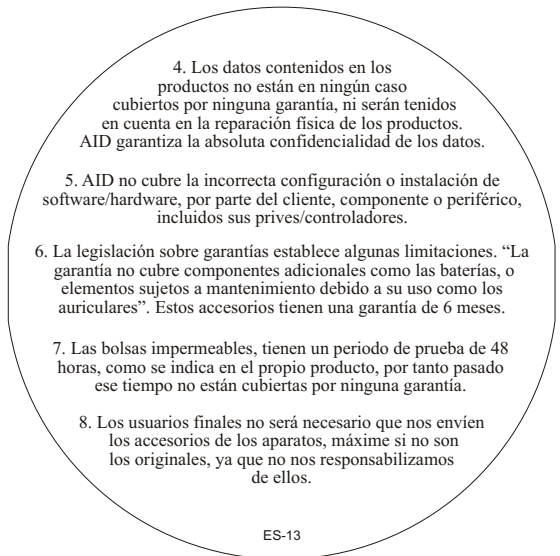 4. Los datos contenidos en los
productos no están en ningún caso
cubiertos por ninguna garantía, ni serán tenidos
en cuenta en la reparación física de los productos.
AID garantiza la absoluta confidencialidad de los datos.
5. AID no cubre la incorrecta configuración o instalación de
software/hardware, por parte del cliente, componente o periférico,
incluidos sus prives/controladores.
6. La legislación sobre garantías establece algunas limitaciones. “La
garantía no cubre componentes adicionales como las baterías, o
elementos sujetos a mantenimiento debido a su uso como los
auriculares”. Estos accesorios tienen una garantía de 6 meses.
7. Las bolsas impermeables, tienen un periodo de prueba de 48
horas, como se indica en el propio producto, por tanto pasado
ese tiempo no están cubiertas por ninguna garantía.
8. Los usuarios finales no será necesario que nos envíen
los accesorios de los aparatos, máxime si no son
los originales, ya que no nos responsabilizamos
de ellos.
ES-13